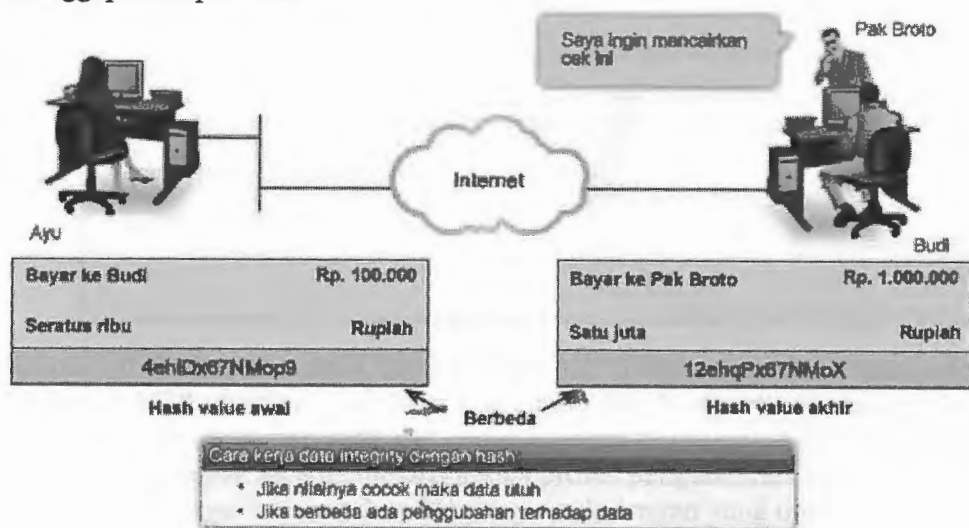 Pak Broto
Saya ingin mencairkan
cek ini
Internet
Ayu
Budi
Bayar ke Budi Rp. 100.000
Seratus ribu Rupiah
4ehIDx67NMop9
Hash value awal
Bayar ke Pak Broto Rp. 1.000.000
Satu juta Rupiah
12ehqPx67NMoX
Hash value akhir
Berbeda
Cara kerja data integrity dengan hash:
• Jika nilainya cocok maka data utuh
• Jika berbeda ada penggubahan terhadap data